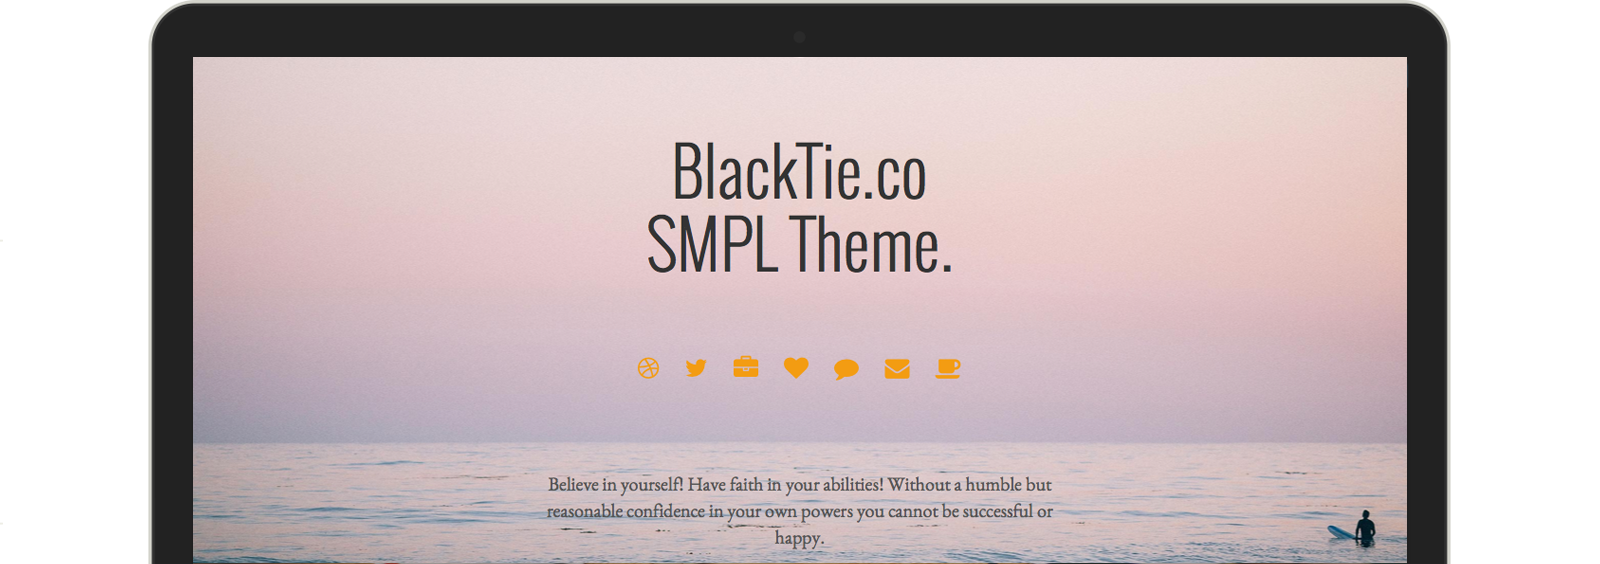 BlackTie.co
SMPL Theme.
Believe in yourself! Have faith in your abilities! Without a humble but
reasonable confidence in your own powers you cannot be successful or
happy.